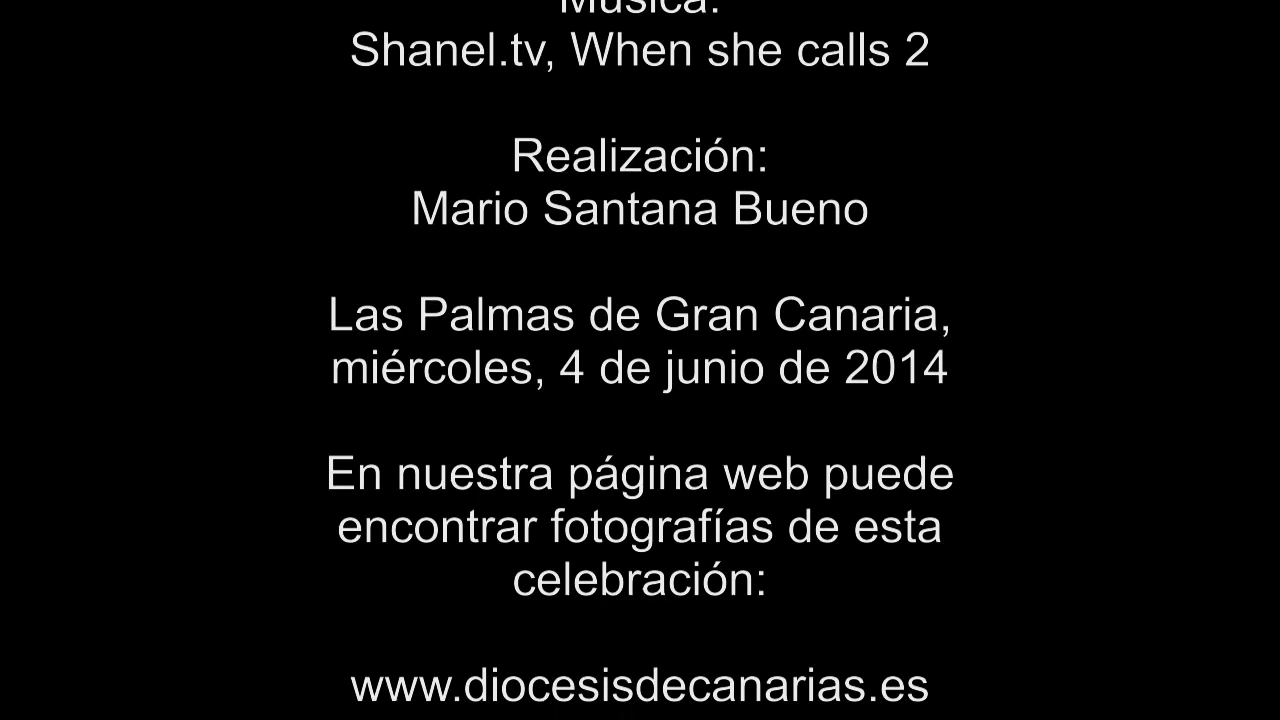 Música:
Shanel.tv, When she calls 2
Realización:
Mario Santana Bueno
Las Palmas de Gran Canaria,
miércoles, 4 de junio de 2014
En nuestra página web puede
encontrar fotografías de esta
celebración:
www.diocesisdecanarias.es